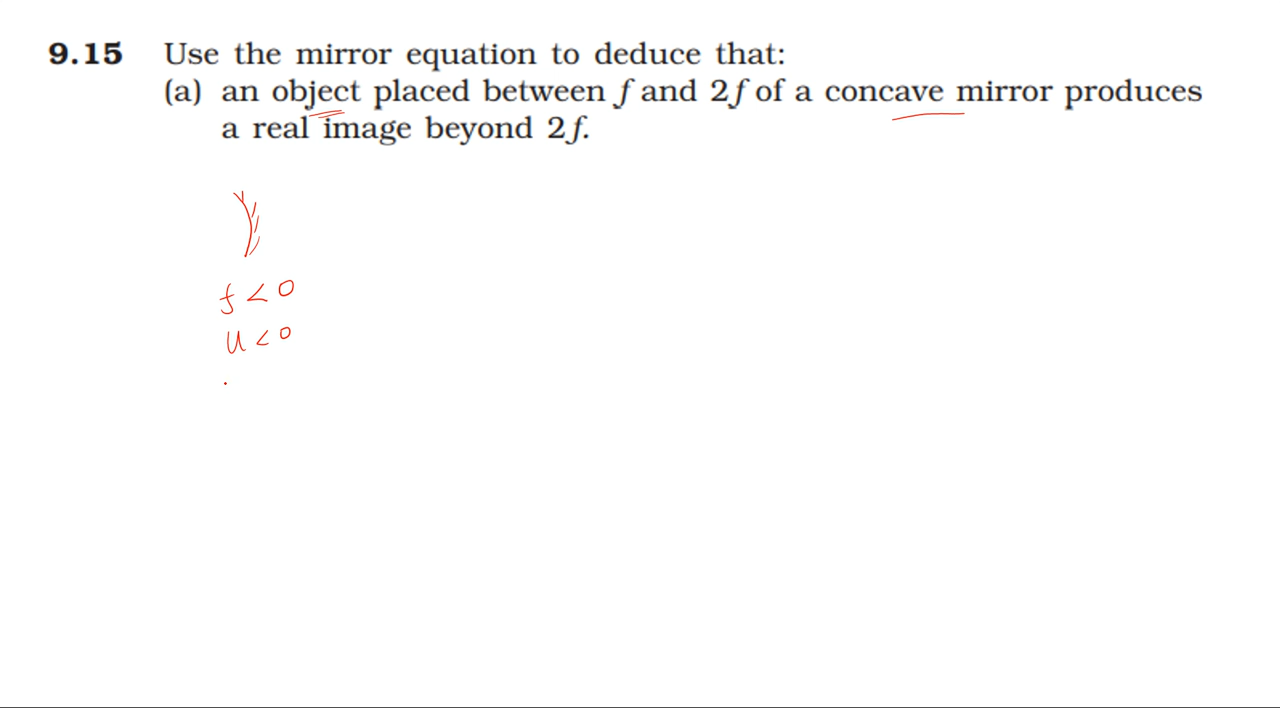 9.15 Use the mirror equation to deduce that:
(a) an object placed between f and 2f of a concave mirror produces
a real image beyond 2f.
f < 0
u < 0